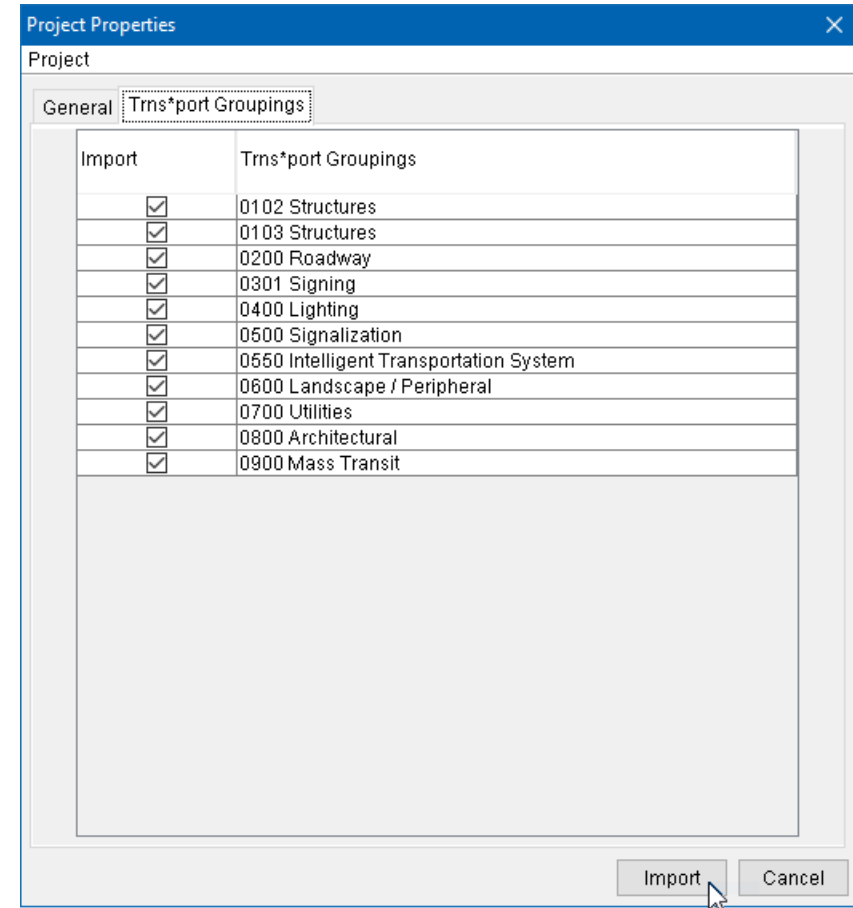 Project Properties
Project
General Trns*port Groupings
Import Trns*port Groupings
0102 Structures
0103 Structures
0200 Roadway
0301 Signing
0400 Lighting
0500 Signalization
0550 Intelligent Transportation System
0600 Landscape / Peripheral
0700 Utilities
0800 Architectural
0900 Mass Transit
Import Cancel